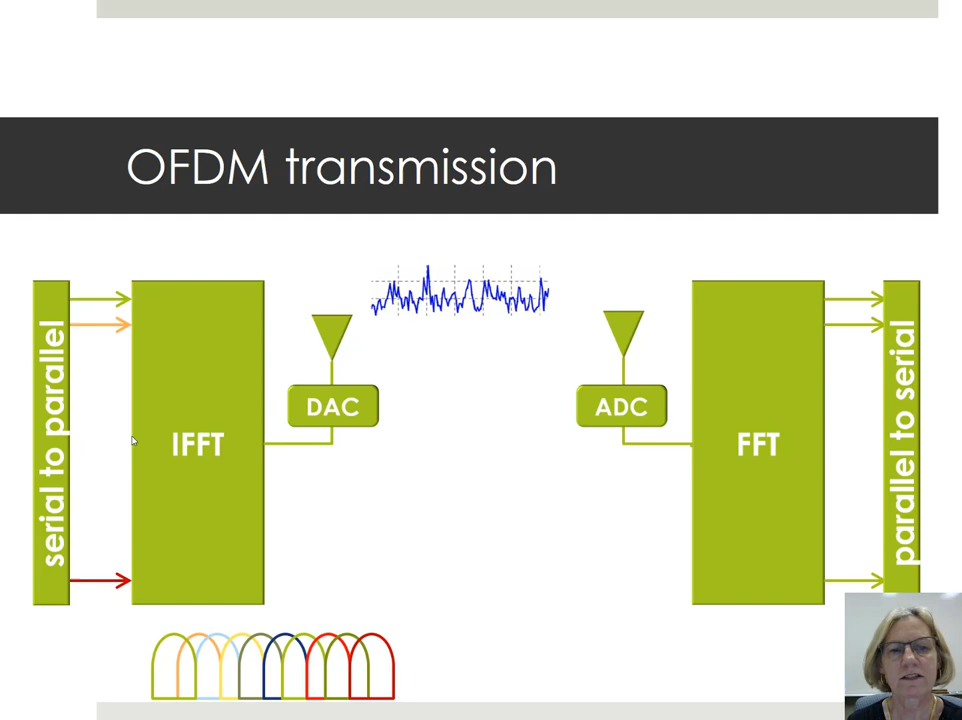 OFDM transmission
serial to parallel
IFFT
DAC
ADC
FFT
parallel to serial